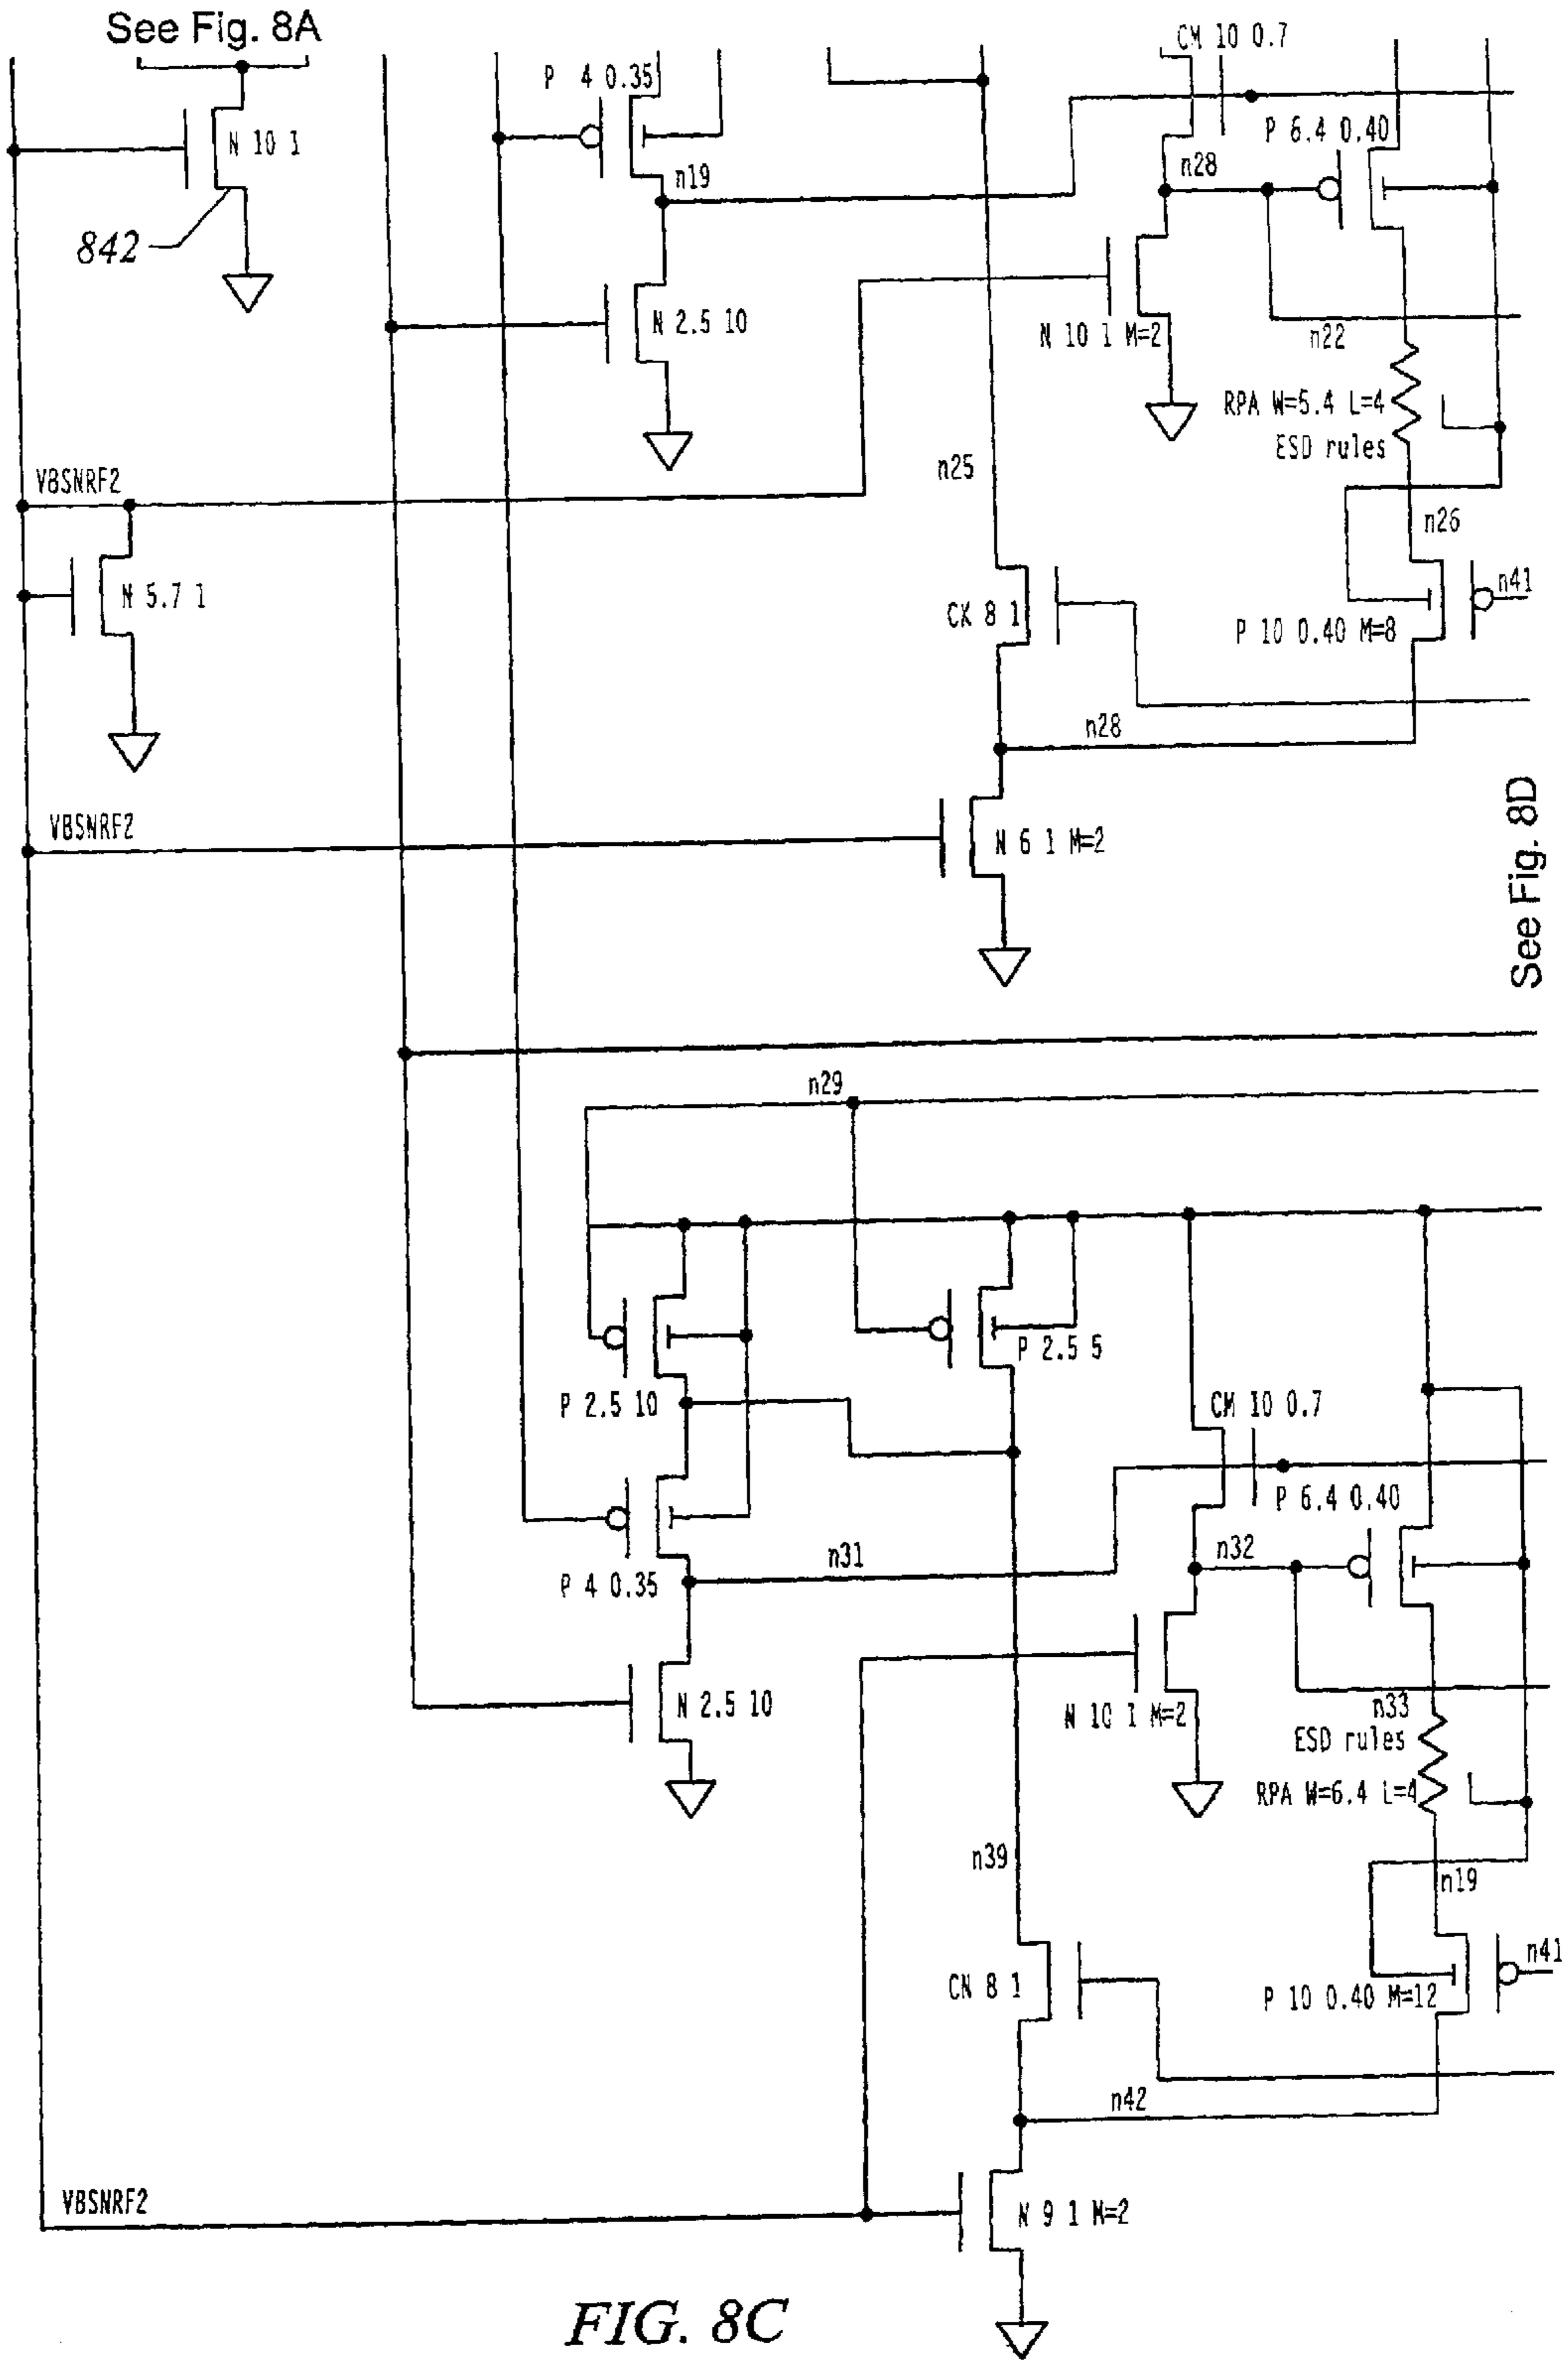 See Fig. 8A
CM 10 0.7
P 4 0.35
P 6.4 0.40
N 10 1
n19
n28
842
N 2.5 10
N 10 1 M=2
n22
RPA W=5.4 L=4
ESD rules
n25
VBSNRF2
n26
N 5.7 1
n41
CK 8 1
P 10 0.40 M=8
n28
VBSNRF2
N 6 1 M=2
See Fig. 8D
n29
P 2.5 5
P 2.5 10
CM 10 0.7
P 6.4 0.40
n31
n32
P 4 0.35
N 2.5 10
N 10 1 M=2
n33
ESD rules
RPA W=6.4 L=4
n39
n19
n41
CN 8 1
P 10 0.40 M=12
n42
VBSNRF2
N 9 1 M=2
FIG. 8C